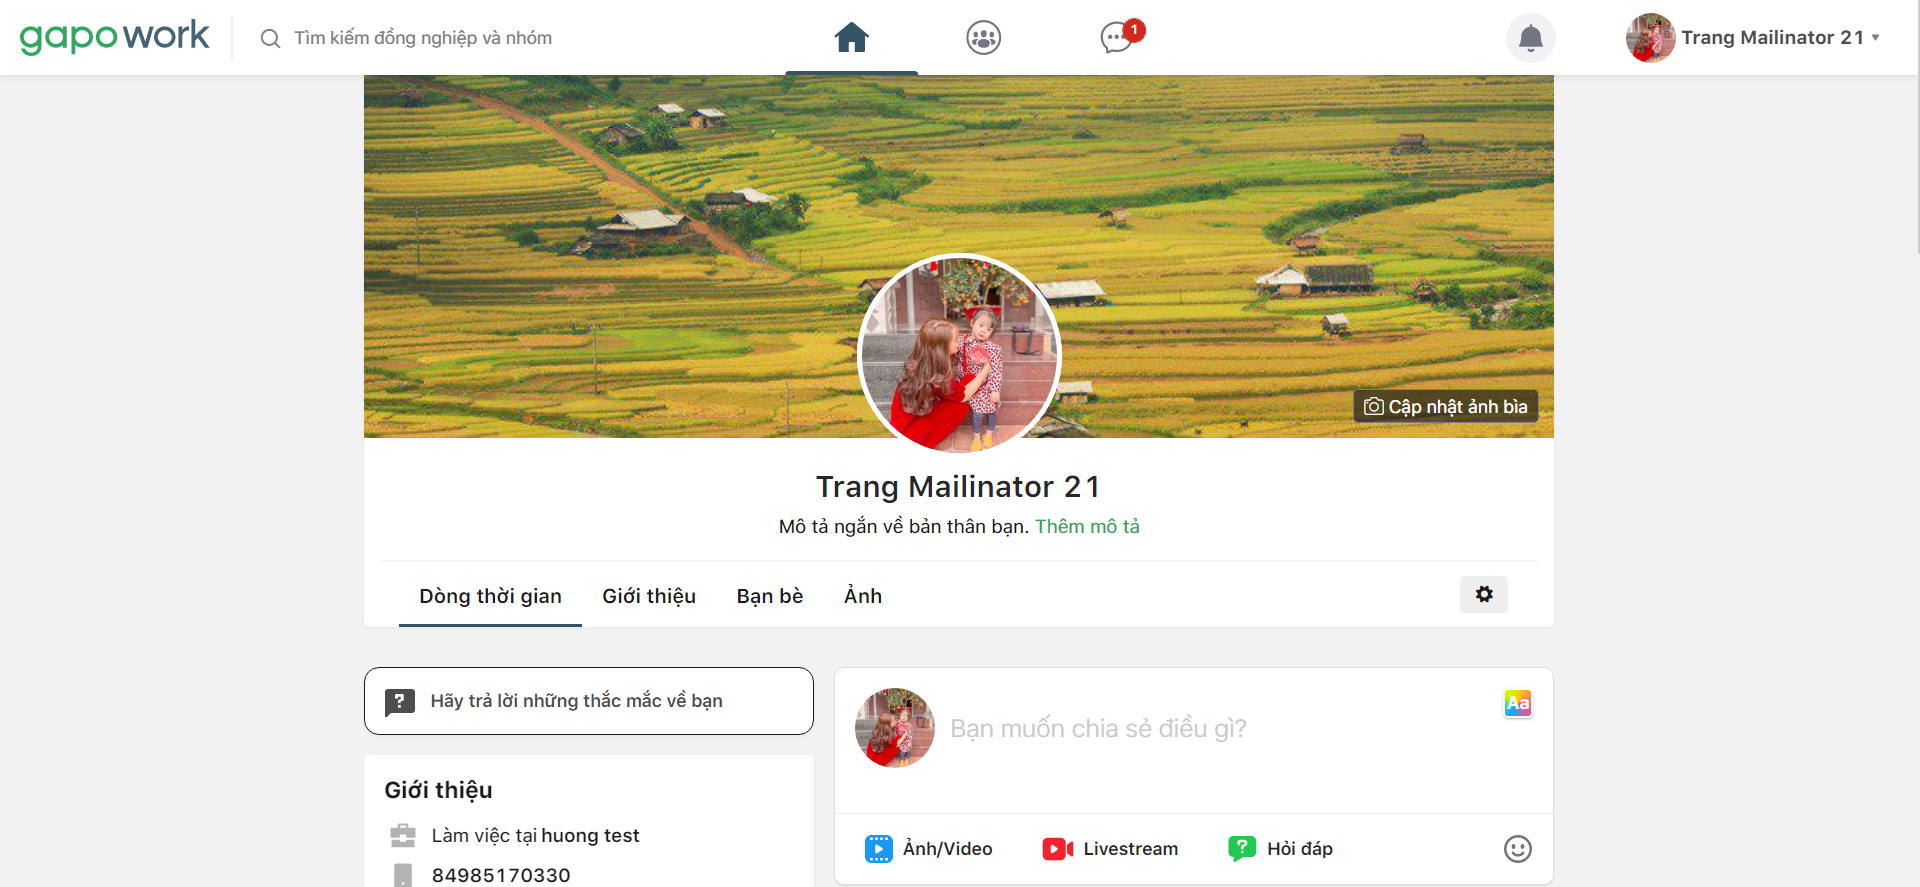 gapowork
Tìm kiếm đồng nghiệp và nhóm
1
Trang Mailinator 21
Cập nhật ảnh bìa
Trang Mailinator 21
Mô tả ngắn về bản thân bạn. Thêm mô tả
Dòng thời gian
Giới thiệu
Bạn bè
Ảnh
Hãy trả lời những thắc mắc về bạn
Giới thiệu
Làm việc tại huong test
84985170330
Bạn muốn chia sẻ điều gì?
Aa
Ảnh/Video
Livestream
Hỏi đáp